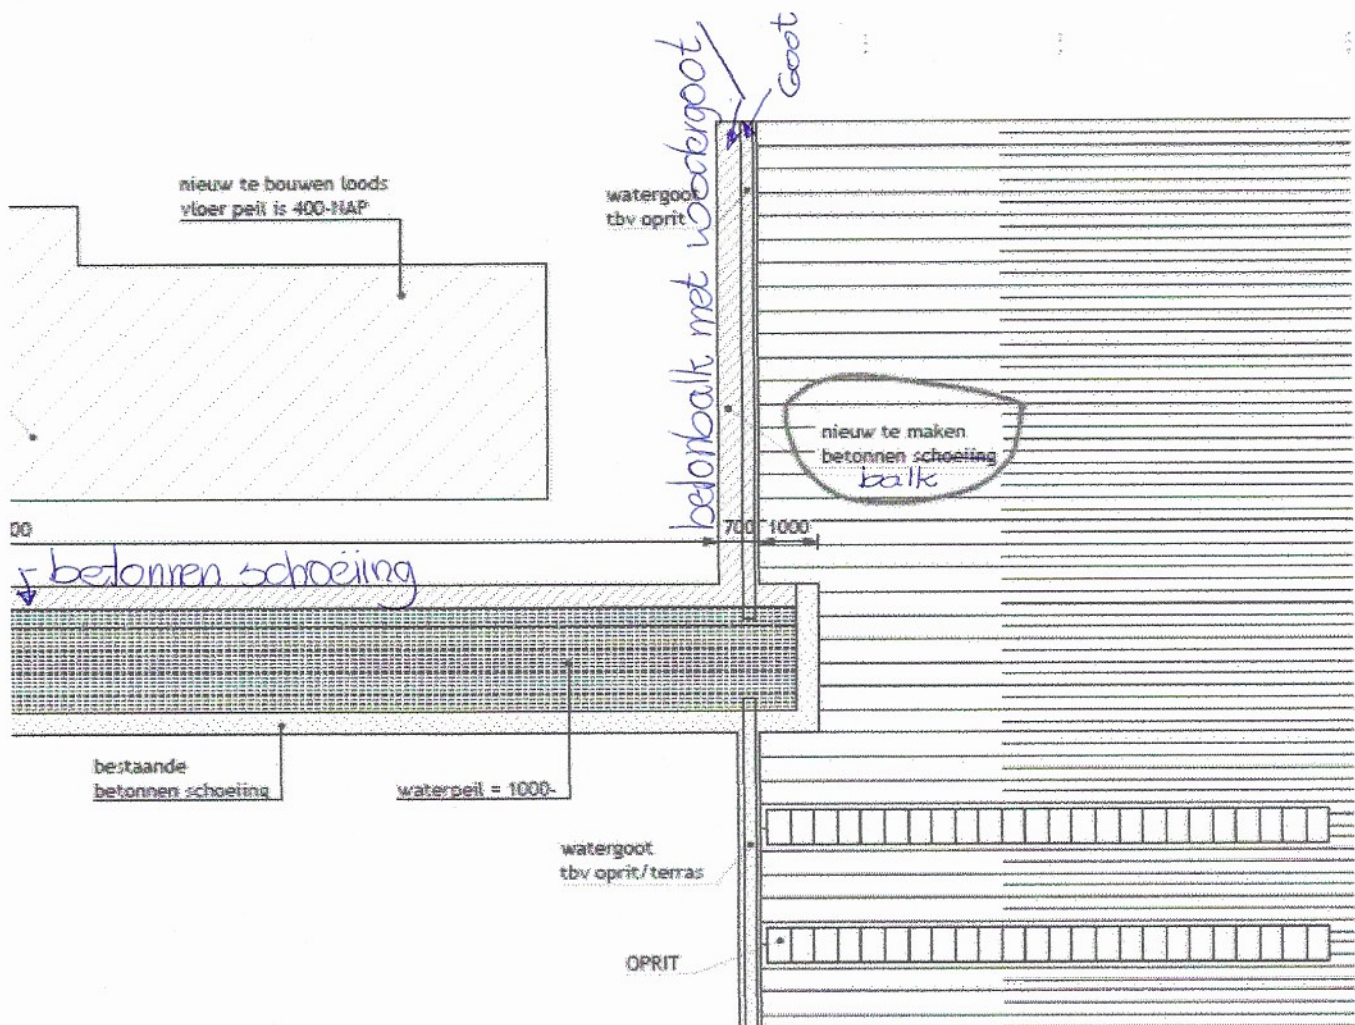 betonbalk met voedergoot
Goot
nieuw te bouwen loods
vloer peil is 400-NAP
watergoot
tbv oprit
nieuw te maken
betonnen schoeiing
balk
00
700
1000
betonnen schoeiing
bestaande
betonnen schoeiing
waterpeil = 1000-
watergoot
tbv oprit/terras
OPRIT